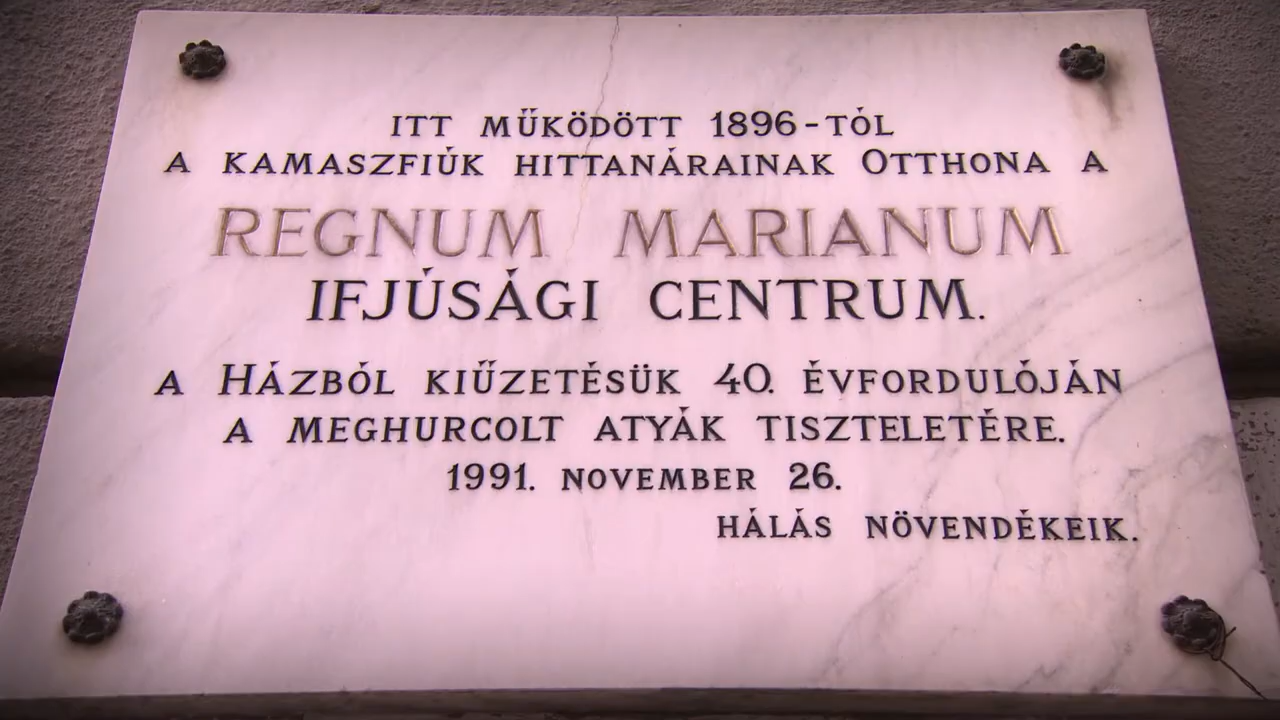 ITT MŰKÖDÖTT 1896-TÓL
A KAMASZFIÚK HITTANÁRAINAK OTTHONA A
REGNUM MARIANUM
IFJÚSÁGI CENTRUM.
A HÁZBÓL KIŰZETÉSÜK 40. ÉVFORDULÓJÁN
A MEGHURCOLT ATYÁK TISZTELETÉRE.
1991. NOVEMBER 26.
HÁLÁS NÖVENDÉKEIK.